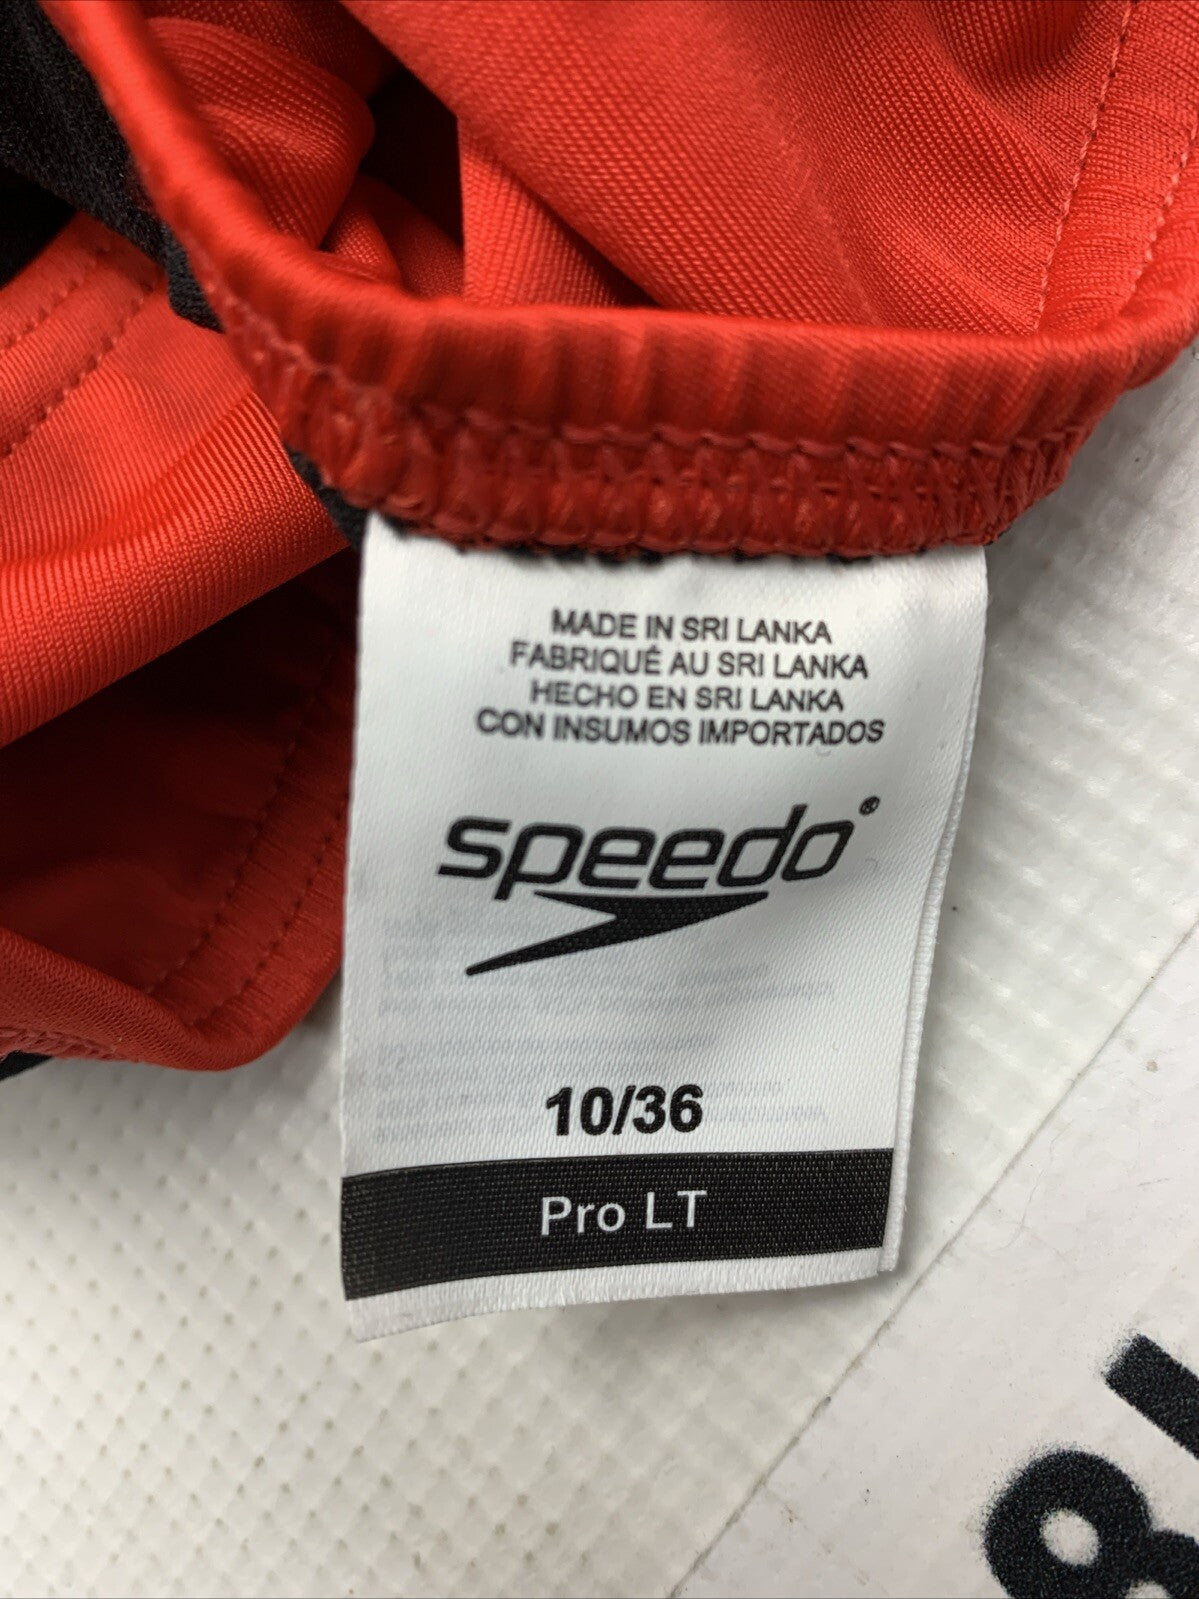 MADE IN SRI LANKA
FABRIQUÉ AU SRI LANKA
HECHO EN SRI LANKA
CON INSUMOS IMPORTADOS
speedo®
10/36
Pro LT
8/